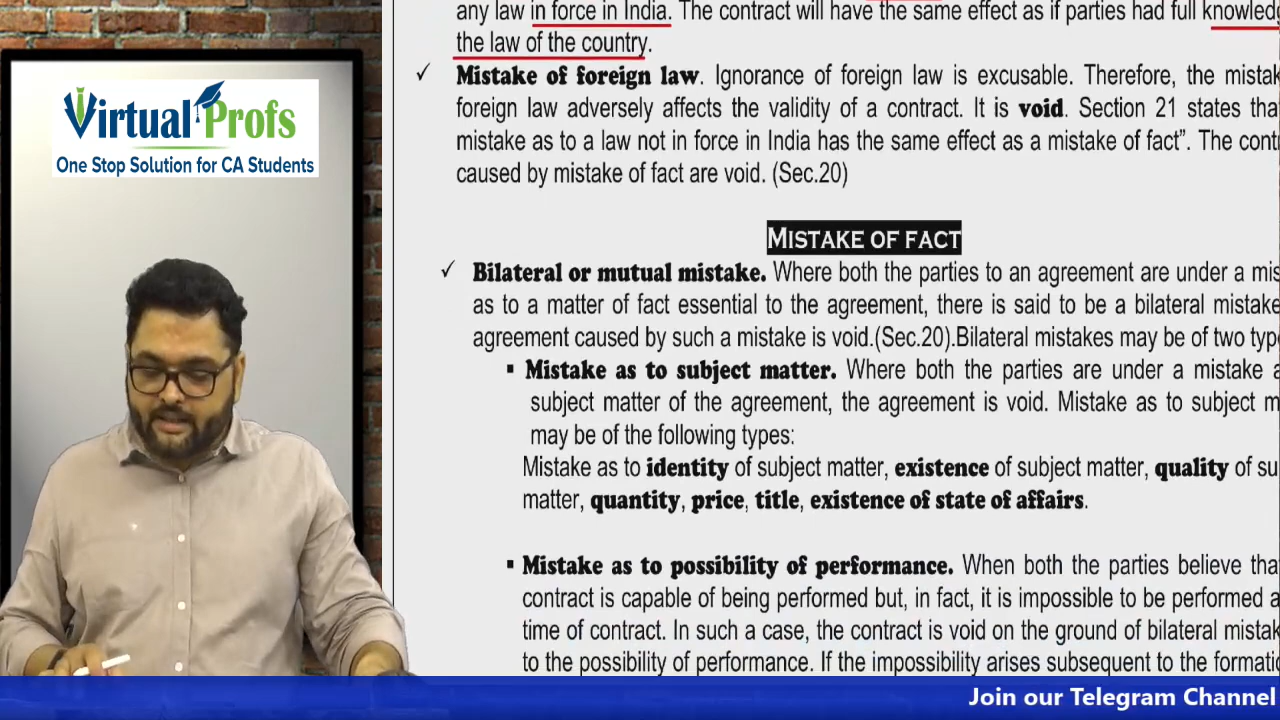 any law in force in India. The contract will have the same effect as if parties had full
the law of the country.
✓ Mistake of foreign law. Ignorance of foreign law is excusable. Therefore, the
foreign law adversely affects the validity of a contract. It is void. Section 21 states
mistake as to a law not in force in India has the same effect as a mistake of fact”. The
caused by mistake of fact are void. (Sec.20)
Virtual Profs
One Stop Solution for CA Students
MISTAKE OF FACT
✓ Bilateral or mutual mistake. Where both the parties to an agreement are under a
as to a matter of fact essential to the agreement, there is said to be a bilateral mistake
agreement caused by such a mistake is void.(Sec.20).Bilateral mistakes may be of two
▪ Mistake as to subject matter. Where both the parties are under a mistake
subject matter of the agreement, the agreement is void. Mistake as to subject
may be of the following types:
Mistake as to identity of subject matter, existence of subject matter, quality of
matter, quantity, price, title, existence of state of affairs.
▪ Mistake as to possibility of performance. When both the parties believe
contract is capable of being performed but, in fact, it is impossible to be performed
time of contract. In such a case, the contract is void on the ground of bilateral
to the possibility of performance. If the impossibility arises subsequent to the
Join our Telegram Channel